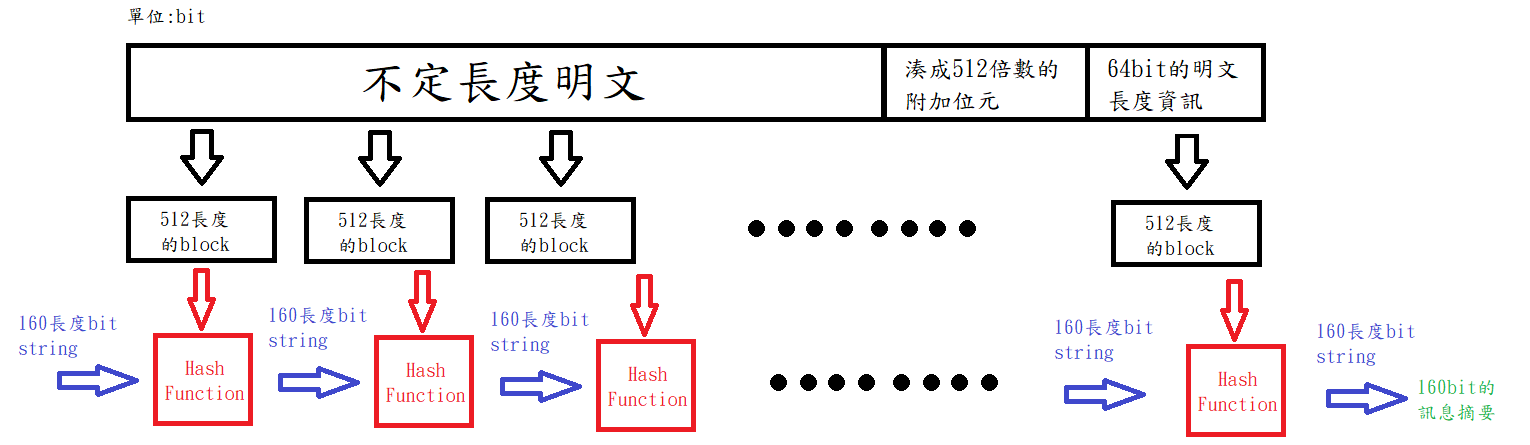 單位:bit
不定長度明文
湊成512倍數的
附加位元
64bit的明文
長度資訊
512長度
的block
512長度
的block
512長度
的block
512長度
的block
160長度bit
string
160長度bit
string
160長度bit
string
160長度bit
string
160長度bit
string
Hash
Function
Hash
Function
Hash
Function
Hash
Function
160bit的
訊息摘要